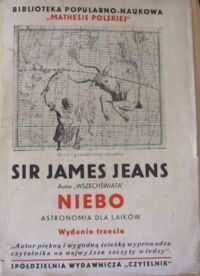 BIBLIOTEKA POPULARNO-NAUKOWA
"MATHESIS POLSKIEJ"
SIR JAMES JEANS
Autor „WSZECHŚWIATA"
NIEBO
ASTRONOMIA DLA LAIKÓW
Wydanie trzecie
„Autor piękną i wygodną ścieżką wyprowadza
czytelnika na najwyższe szczyty wiedzy".
SPÓŁDZIELNIA WYDAWNICZA „CZYTELNIK"